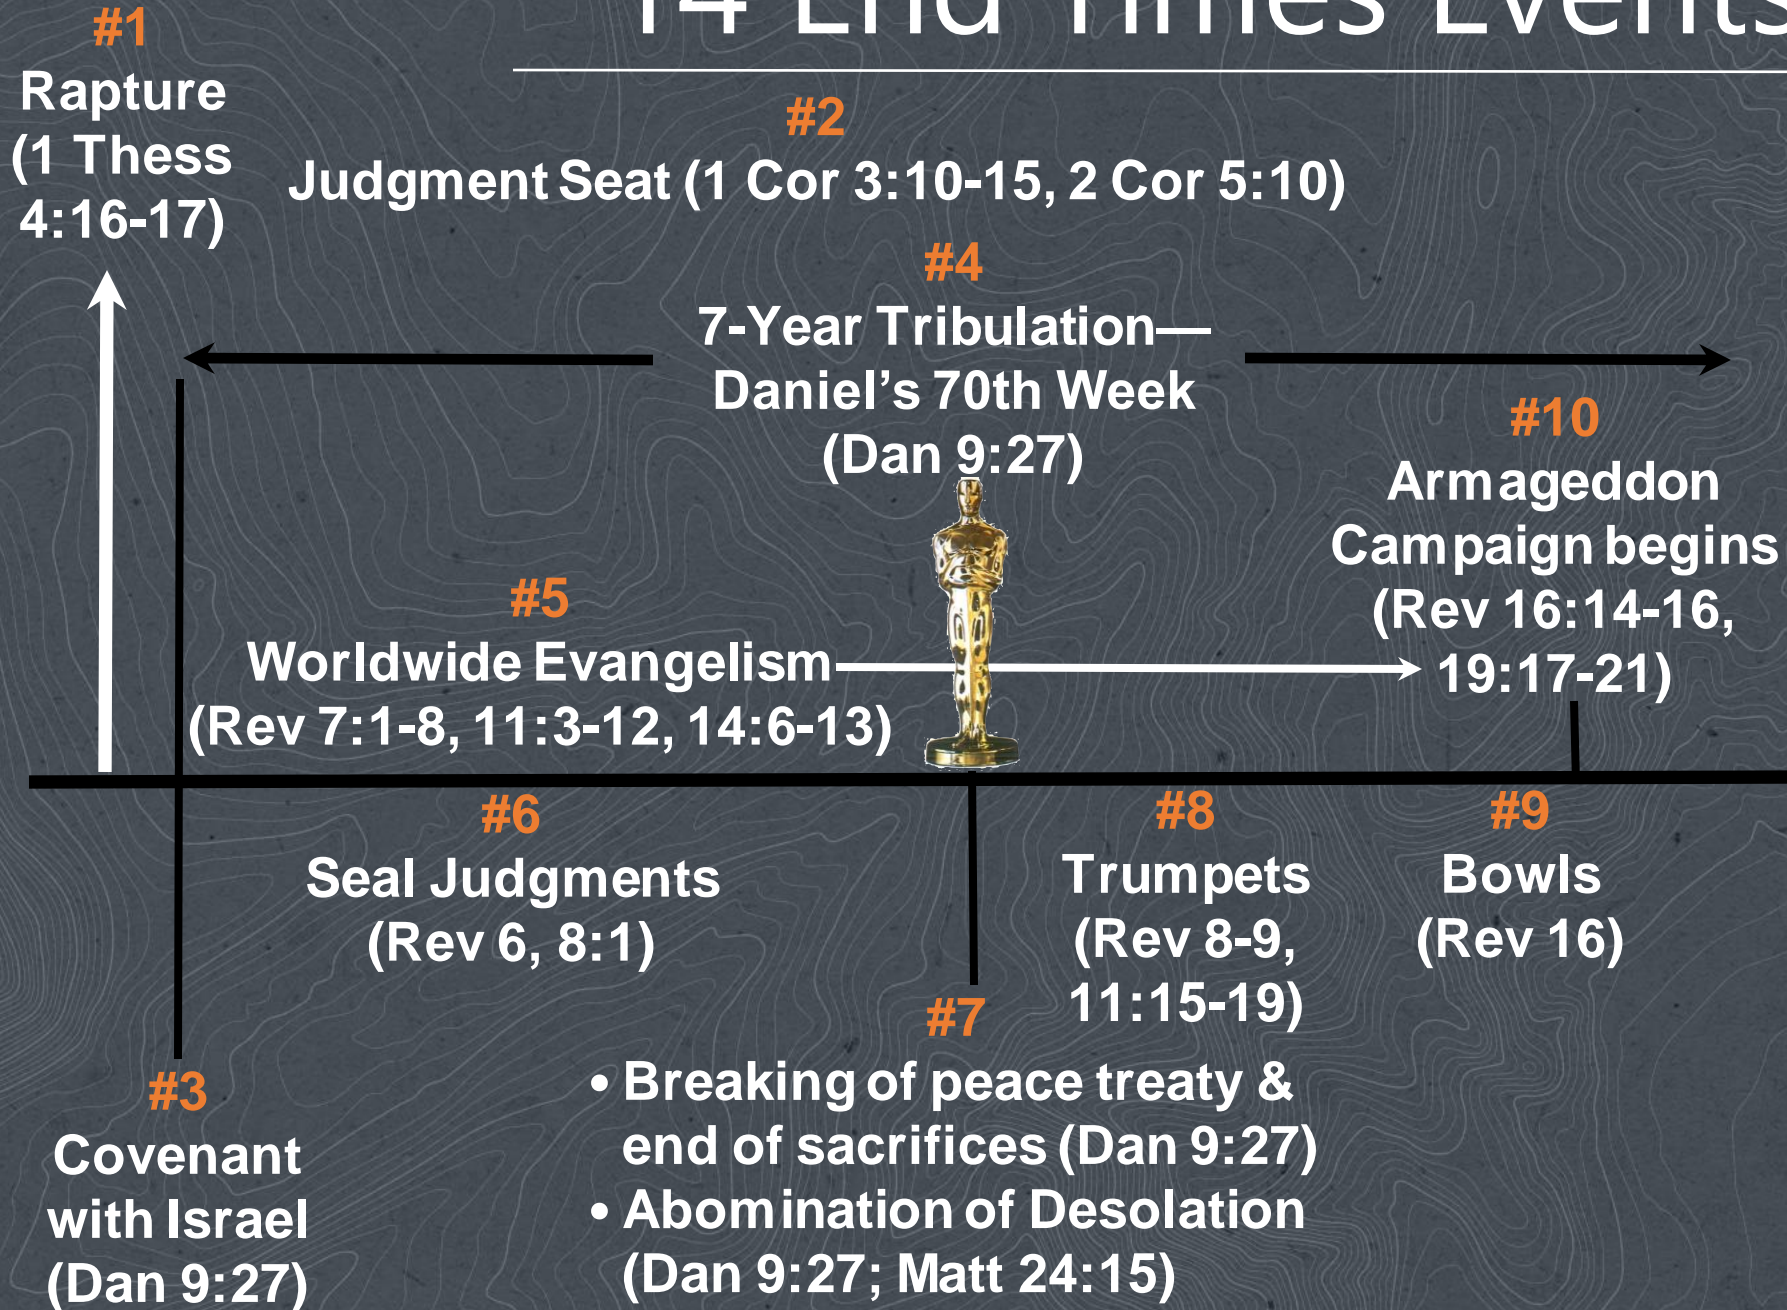 14 End Times Events
#1
Rapture
(1 Thess
4:16-17)
#2
Judgment Seat (1 Cor 3:10-15, 2 Cor 5:10)
#4
7-Year Tribulation—
Daniel’s 70th Week
(Dan 9:27)
#10
Armageddon
Campaign begins
(Rev 16:14-16,
19:17-21)
#5
Worldwide Evangelism
(Rev 7:1-8, 11:3-12, 14:6-13)
#6
Seal Judgments
(Rev 6, 8:1)
#8
Trumpets
(Rev 8-9,
11:15-19)
#9
Bowls
(Rev 16)
#3
Covenant
with Israel
(Dan 9:27)
#7
• Breaking of peace treaty &
end of sacrifices (Dan 9:27)
• Abomination of Desolation
(Dan 9:27; Matt 24:15)